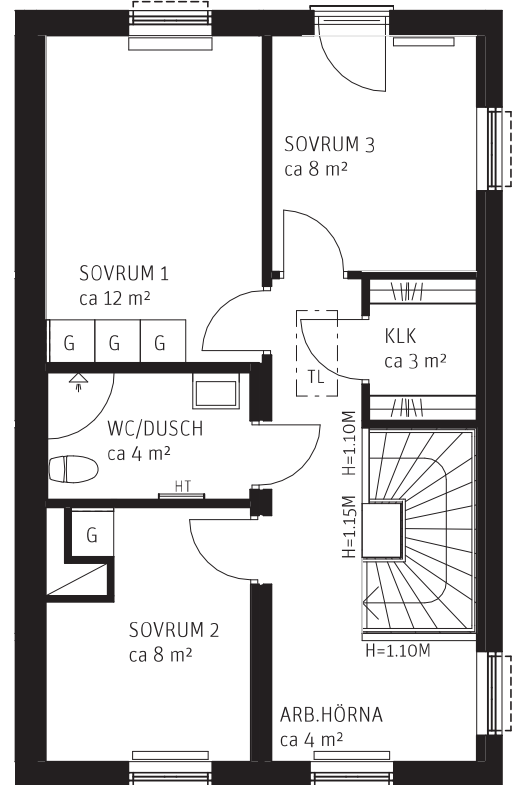 SOVRUM 3
ca 8 m²
SOVRUM 1
ca 12 m²
G G G
TL
KLK
ca 3 m²
WC/DUSCH
ca 4 m²
HT
H=1.10M
H=1.15M
G
SOVRUM 2
ca 8 m²
H=1.10M
ARB.HÖRNA
ca 4 m²